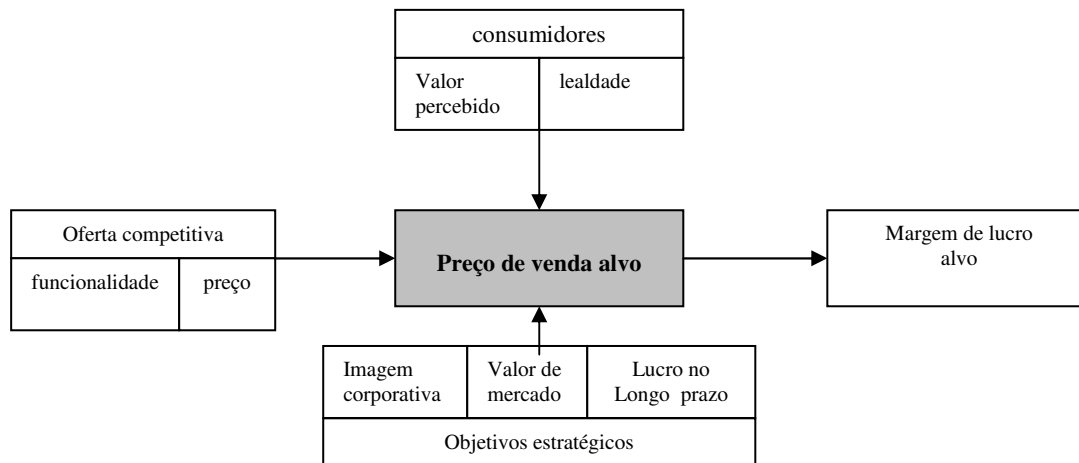 consumidores
Valor
percebido
lealdade
Oferta competitiva
funcionalidade
preço
Preço de venda alvo
Margem de lucro
alvo
Imagem
corporativa
Valor de
mercado
Lucro no
Longo prazo
Objetivos estratégicos